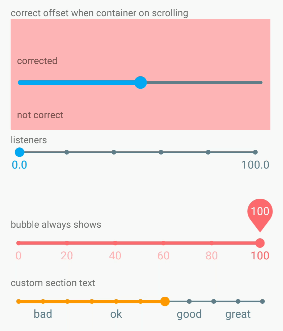 correct offset when container on scrolling
corrected
not correct
listeners
0.0 100.0
100
bubble always shows
0 20 40 60 80 100
custom section text
bad ok good great